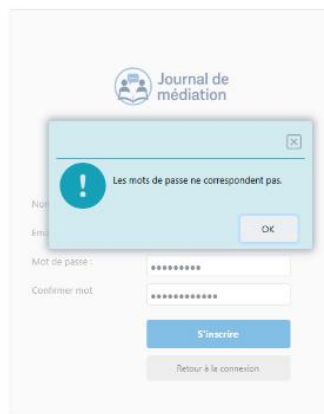 Journal de
médiation
Les mots de passe ne correspondent pas.
OK
Mot de passe :
Confirmer mot
S'inscrire
Retour à la connexion